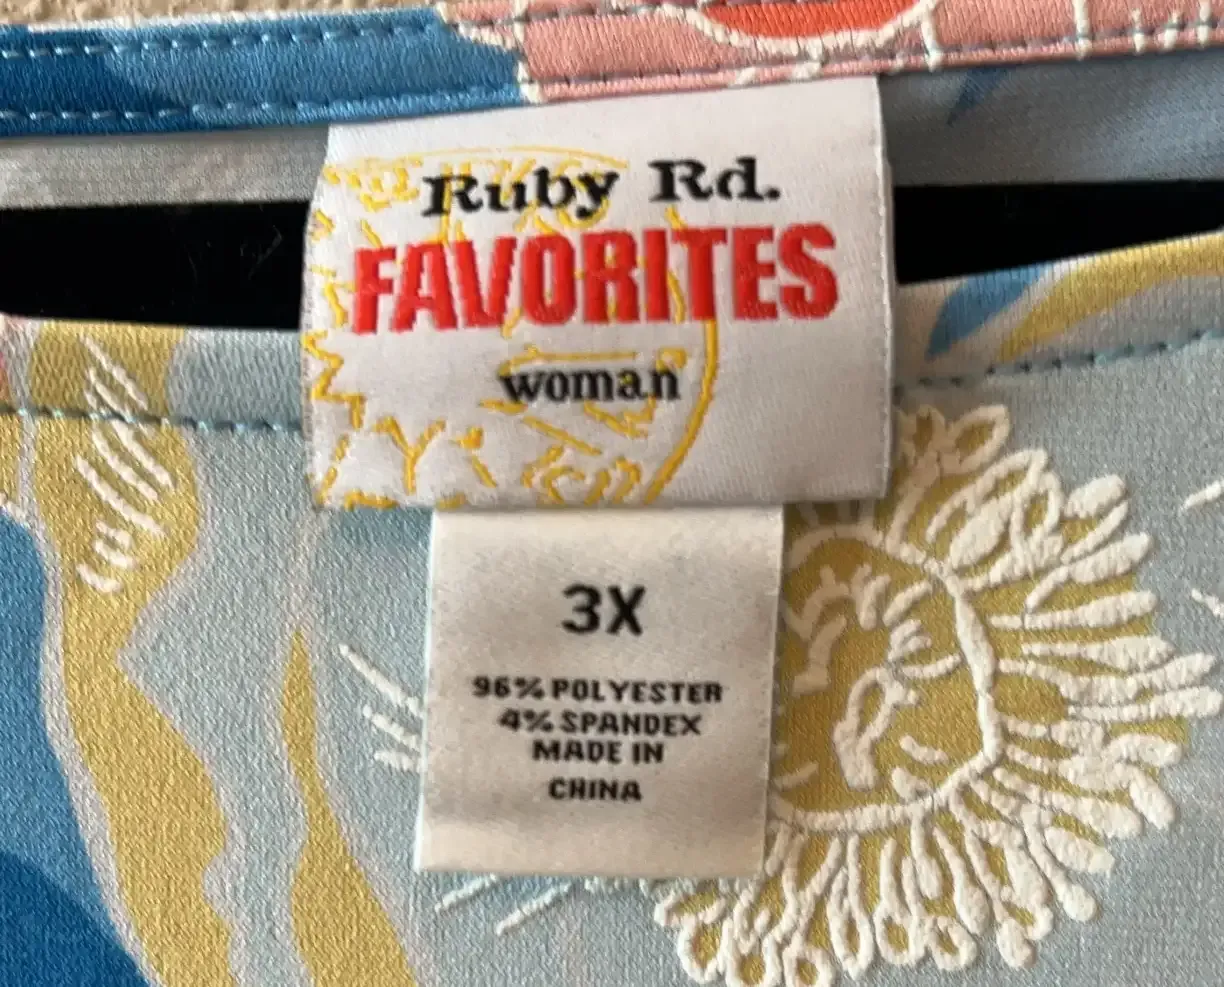 Ruby Rd.
FAVORITES
woman
3X
96% POLYESTER
4% SPANDEX
MADE IN
CHINA